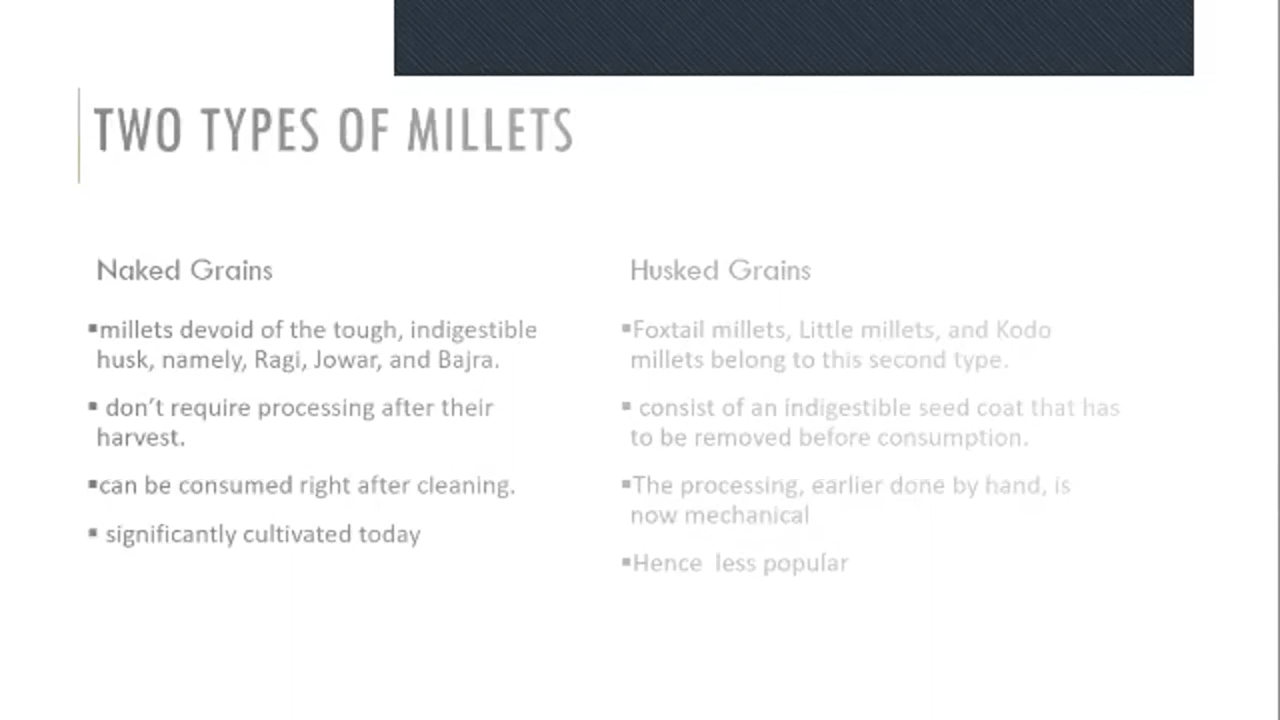 TWO TYPES OF MILLETS
Naked Grains
▪millets devoid of the tough, indigestible
husk, namely, Ragi, Jowar, and Bajra.
▪ don’t require processing after their
harvest.
▪can be consumed right after cleaning.
▪ significantly cultivated today
Husked Grains
▪Foxtail millets, Little millets, and Kodo
millets belong to this second type.
▪ consist of an indigestible seed coat that has
to be removed before consumption.
▪The processing, earlier done by hand, is
now mechanical
▪Hence  less popular